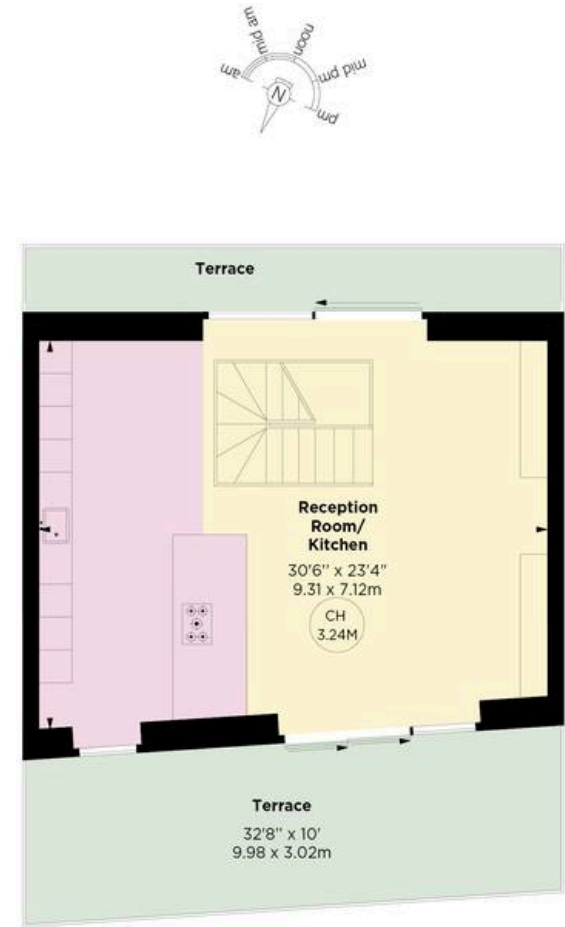 am
mid am
noon
mid pm
pm
N
Terrace
Reception
Room/
Kitchen
30'6" x 23'4"
9.31 x 7.12m
CH
3.24M
Terrace
32'8" x 10'
9.98 x 3.02m